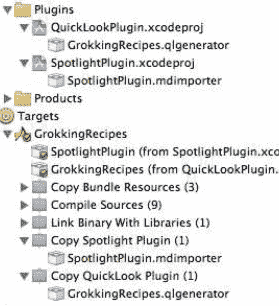 Plugins
QuickLookPlugin.xcodeproj
GrokkingRecipes.qlgenerator
SpotlightPlugin.xcodeproj
SpotlightPlugin.mdimporter
Products
Targets
GrokkingRecipes
SpotlightPlugin (from SpotlightPlugin.xco
GrokkingRecipes (from QuickLookPlugin.
Copy Bundle Resources (3)
Compile Sources (9)
Link Binary With Libraries (1)
Copy Spotlight Plugin (1)
SpotlightPlugin.mdimporter
Copy QuickLook Plugin (1)
GrokkingRecipes.qlgenerator